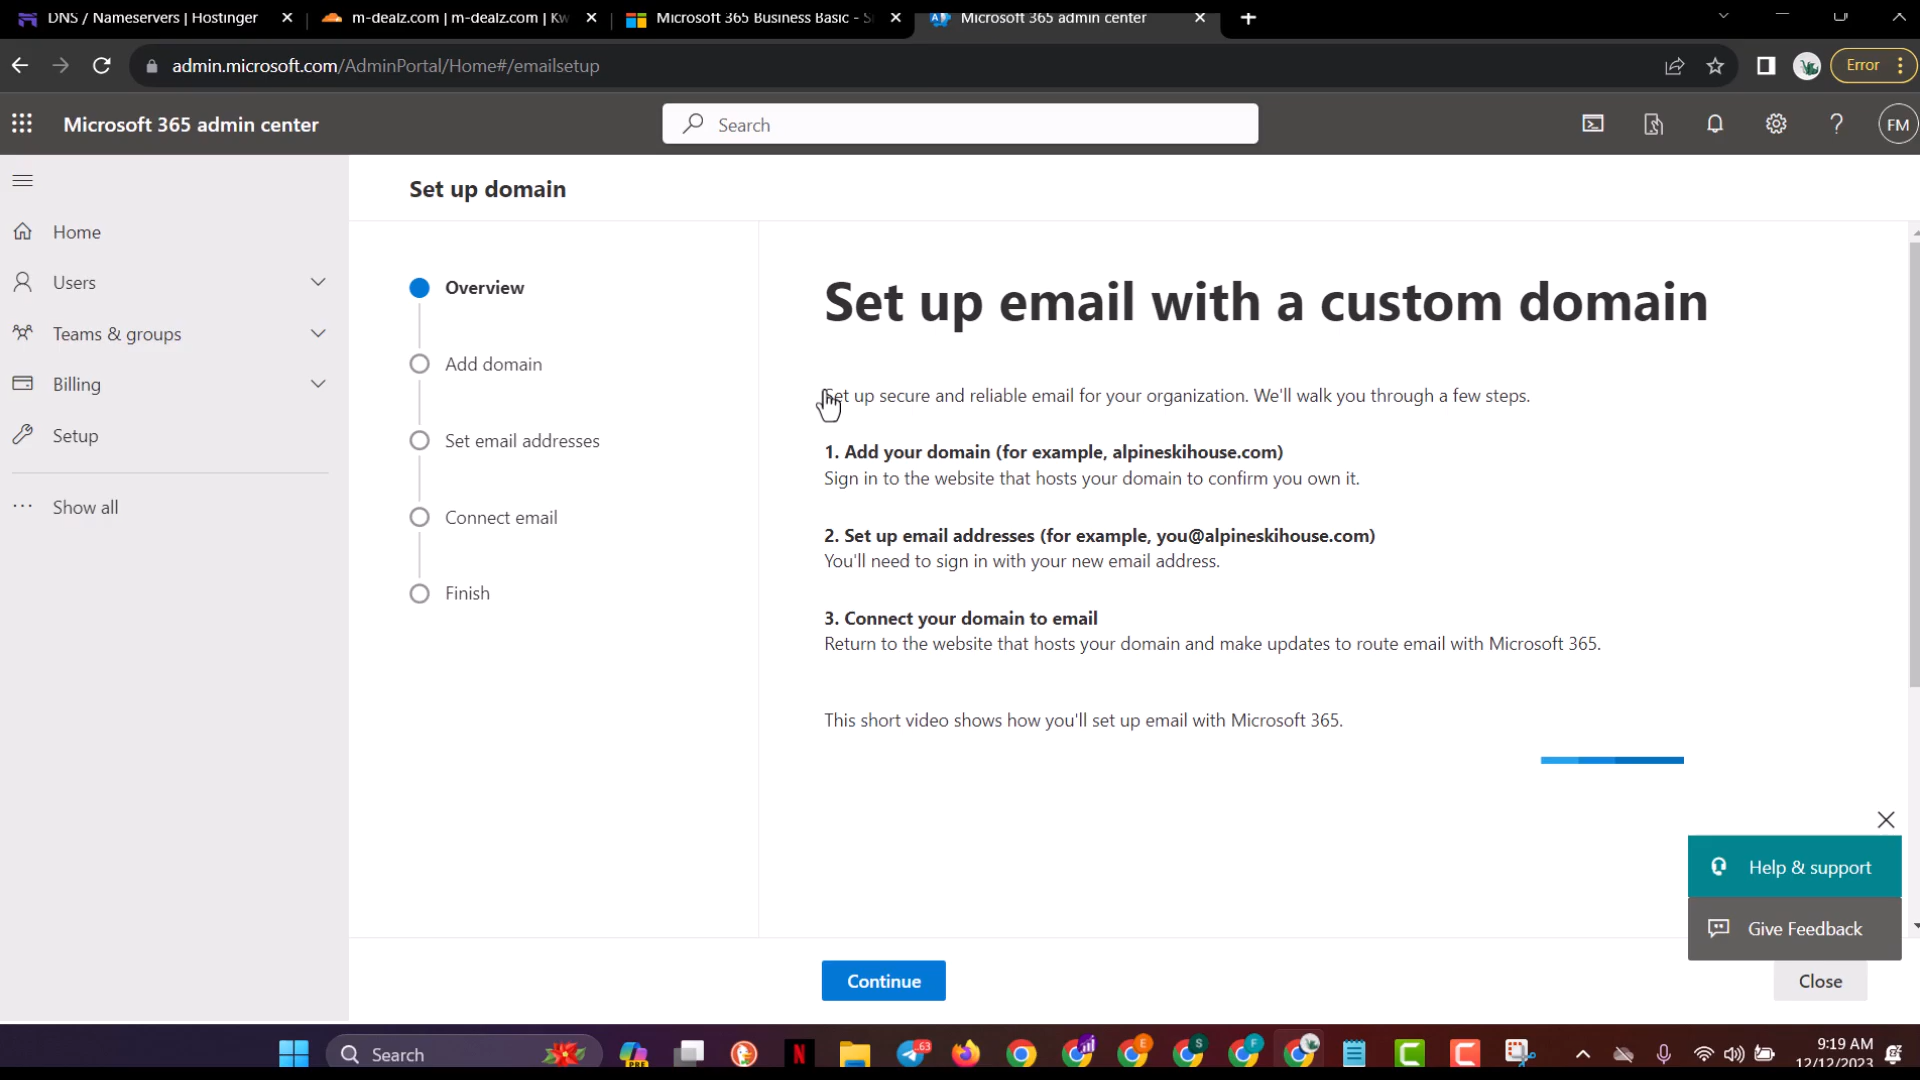 DNS / Nameservers | Hostinger
m-dealz.com | m-dealz.com | Kw
Microsoft 365 Business Basic - S
Microsoft 365 admin center
admin.microsoft.com/AdminPortal/Home#/emailsetup
Error
Microsoft 365 admin center
Search
FM
Set up domain
Home
Users
Teams & groups
Billing
Setup
Show all
Overview
Add domain
Set email addresses
Connect email
Finish
Set up email with a custom domain
Set up secure and reliable email for your organization. We'll walk you through a few steps.
1. Add your domain (for example, alpineskihouse.com)
Sign in to the website that hosts your domain to confirm you own it.
2. Set up email addresses (for example, you@alpineskihouse.com)
You'll need to sign in with your new email address.
3. Connect your domain to email
Return to the website that hosts your domain and make updates to route email with Microsoft 365.
This short video shows how you'll set up email with Microsoft 365.
Help & support
Give Feedback
Continue
Close
Search
PRE
N
63
E
S
F
9:19 AM
12/12/2023